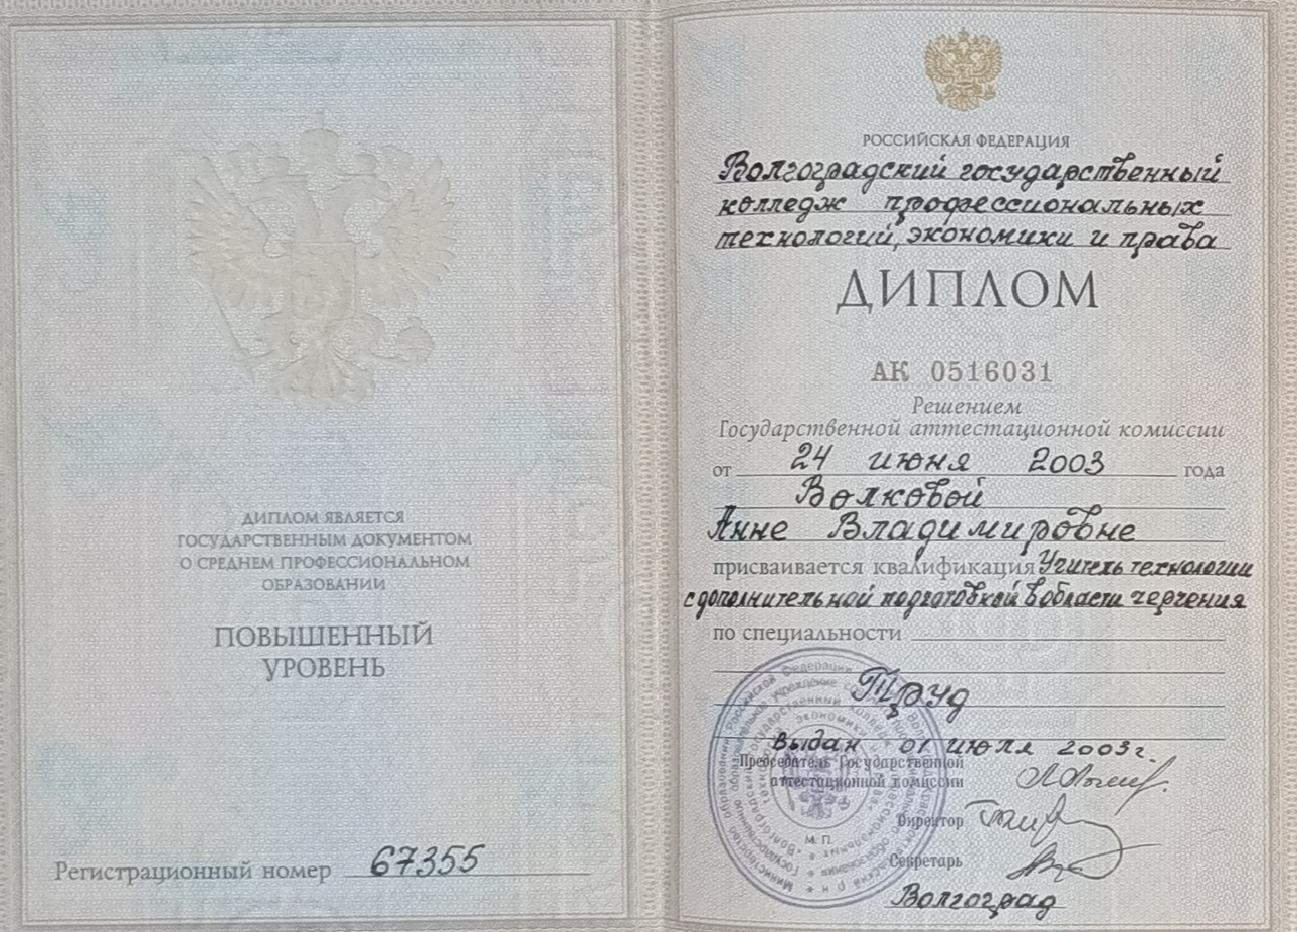 ДИПЛОМ ЯВЛЯЕТСЯ
ГОСУДАРСТВЕННЫМ ДОКУМЕНТОМ
О СРЕДНЕМ ПРОФЕССИОНАЛЬНОМ
ОБРАЗОВАНИИ
ПОВЫШЕННЫЙ
УРОВЕНЬ
Регистрационный номер 67355
РОССИЙСКАЯ ФЕДЕРАЦИЯ
Волгоградский государственный
колледж профессиональных
технологий, экономики и права
ДИПЛОМ
АК 0516031
Решением
Государственной аттестационной комиссии
от 24 июня 2003 года
Волковой
Анне Владимировне
присваивается квалификация Учитель технологии
с дополнительной подготовкой в области черчения
по специальности
Выдан 01 июля 2003г.
Председатель Государственной
аттестационной комиссии
Директор
М. П.
Секретарь
Волгоград